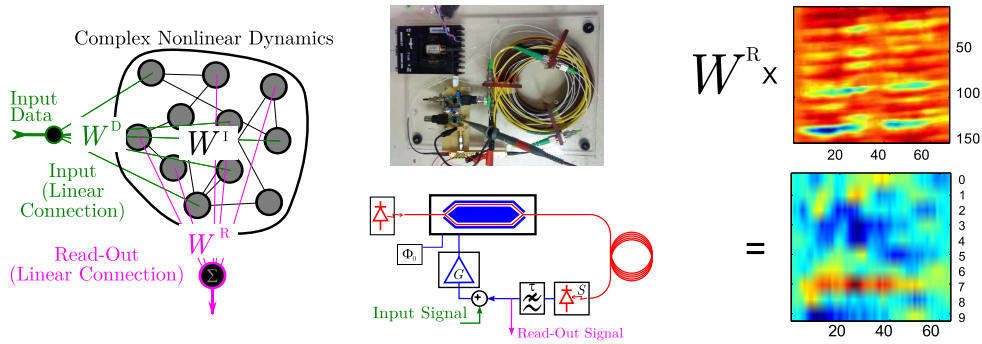 Complex Nonlinear Dynamics
Input
Data
W^D
W^I
Input
(Linear
Connection)
W^R
Read-Out
(Linear Connection)
Σ
Φ₀
G
Input Signal
τ
S
Read-Out Signal
W^R x
50
100
150
20 40 60
=
0
1
2
3
4
5
6
7
8
9
20 40 60